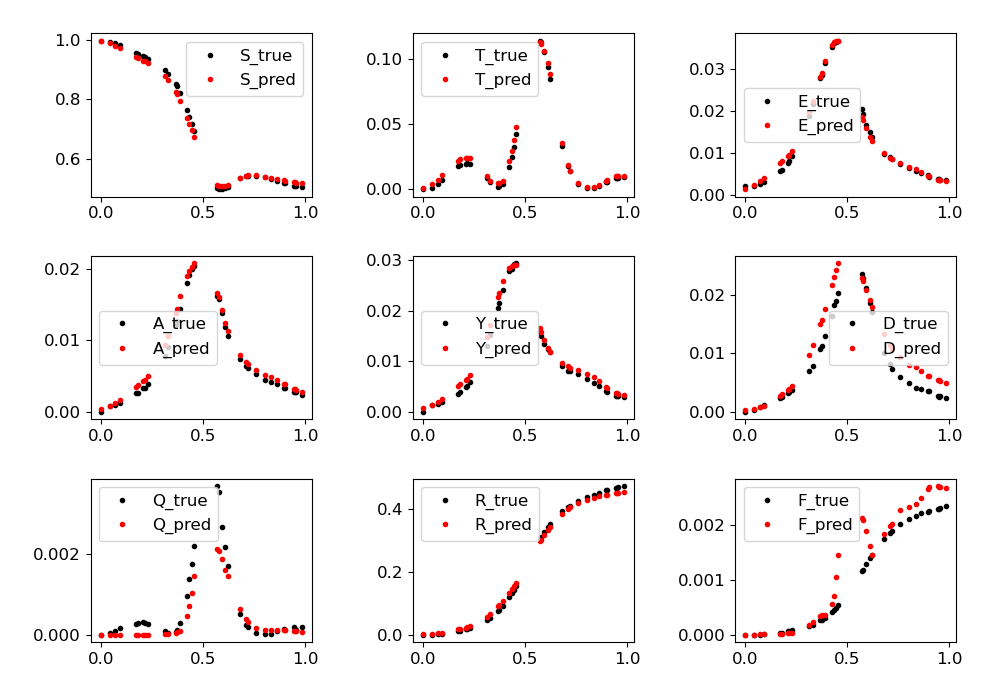 1.0
0.8
0.6
0.0 0.5 1.0
S_true
S_pred
0.10
0.05
0.00
0.0 0.5 1.0
T_true
T_pred
0.03
0.02
0.01
0.00
0.0 0.5 1.0
E_true
E_pred
0.02
0.01
0.00
0.0 0.5 1.0
A_true
A_pred
0.03
0.02
0.01
0.00
0.0 0.5 1.0
Y_true
Y_pred
0.02
0.01
0.00
0.0 0.5 1.0
D_true
D_pred
0.002
0.000
0.0 0.5 1.0
Q_true
Q_pred
0.4
0.2
0.0
0.0 0.5 1.0
R_true
R_pred
0.002
0.001
0.000
0.0 0.5 1.0
F_true
F_pred